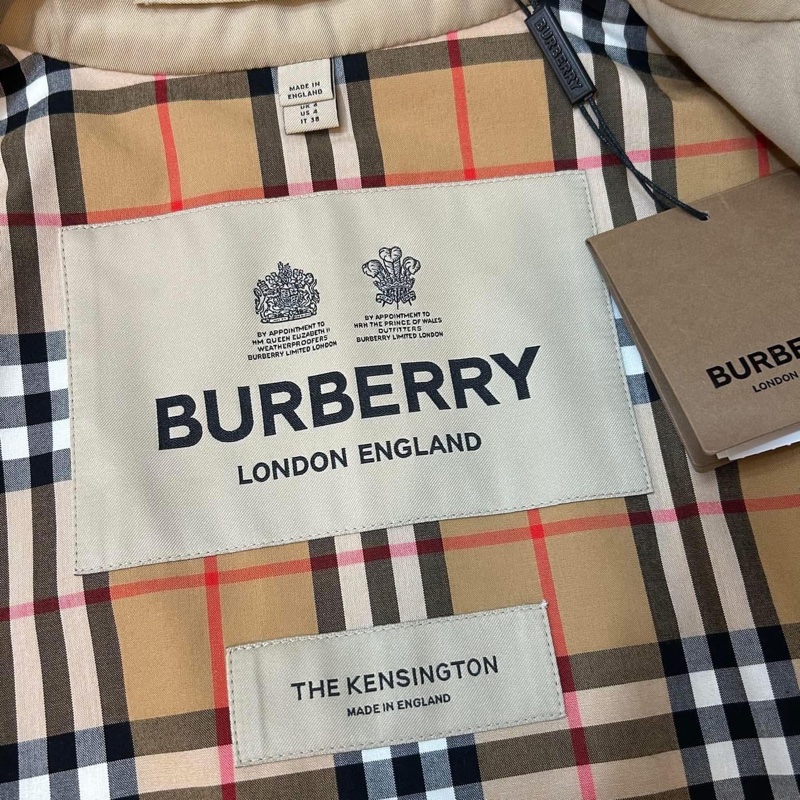 MADE IN
ENGLAND
UK 4
US 4
IT 38
BURBERRY
BY APPOINTMENT TO
HM QUEEN ELIZABETH II
WEATHERPROOFERS
BURBERRY LIMITED LONDON
BY APPOINTMENT TO
HRH THE PRINCE OF WALES
OUTFITTERS
BURBERRY LIMITED LONDON
BURBERRY
LONDON ENGLAND
BURBE
LONDON
THE KENSINGTON
MADE IN ENGLAND